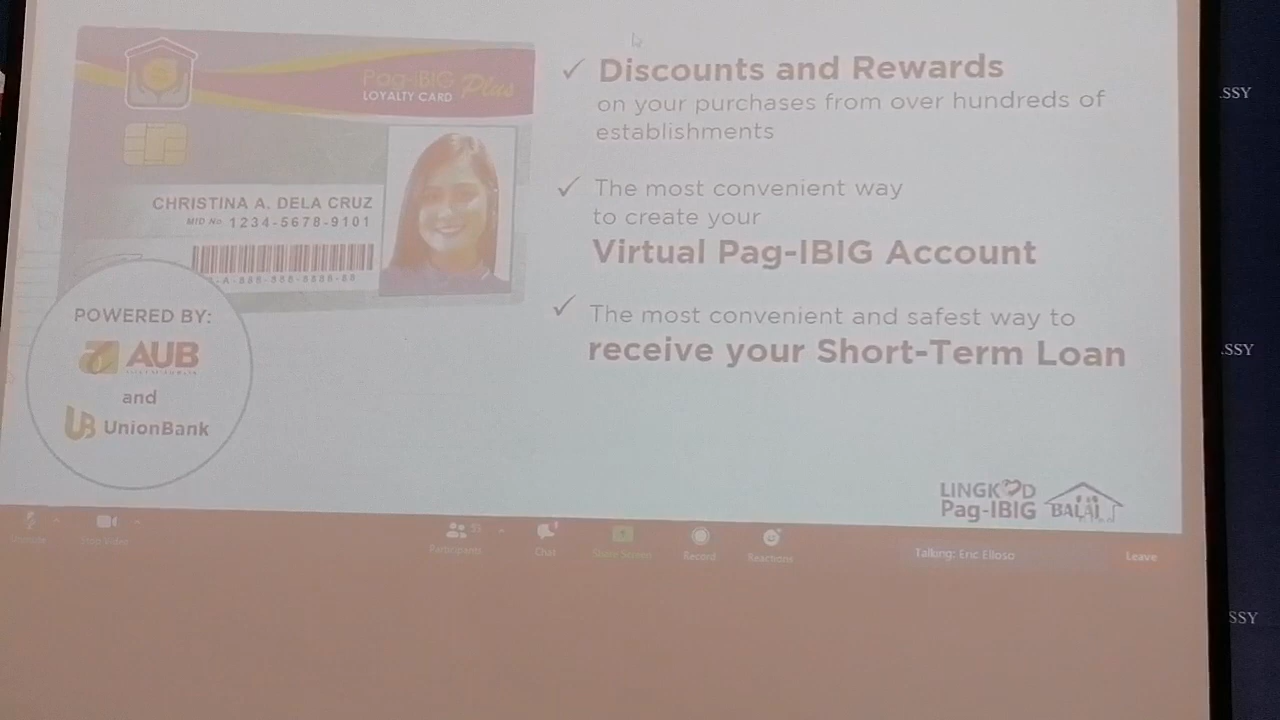 Pag-IBIG Plus
LOYALTY CARD
CHRISTINA A. DELA CRUZ
MID No 1234-5678-9101
POWERED BY:
AUB
and
UnionBank
✓ Discounts and Rewards
on your purchases from over hundreds of
establishments
✓ The most convenient way
to create your
Virtual Pag-IBIG Account
✓ The most convenient and safest way to
receive your Short-Term Loan
LINGKOD
Pag-IBIG
BALAI
Stop Video
Participants
Chat
Share Screen
Record
Reactions
Talking: Eric Elloso
Leave
SSY
SSY
SSY